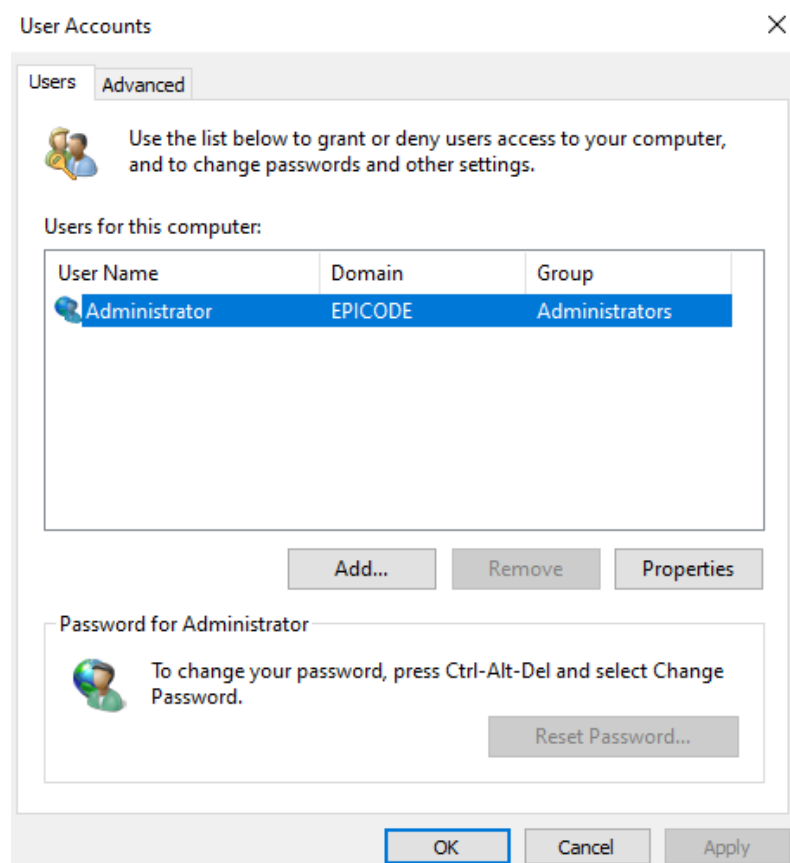 User Accounts
Users
Advanced
Use the list below to grant or deny users access to your computer,
and to change passwords and other settings.
Users for this computer:
User Name Domain Group
Administrator EPICODE Administrators
Add... Remove Properties
Password for Administrator
To change your password, press Ctrl-Alt-Del and select Change
Password.
Reset Password...
OK Cancel Apply